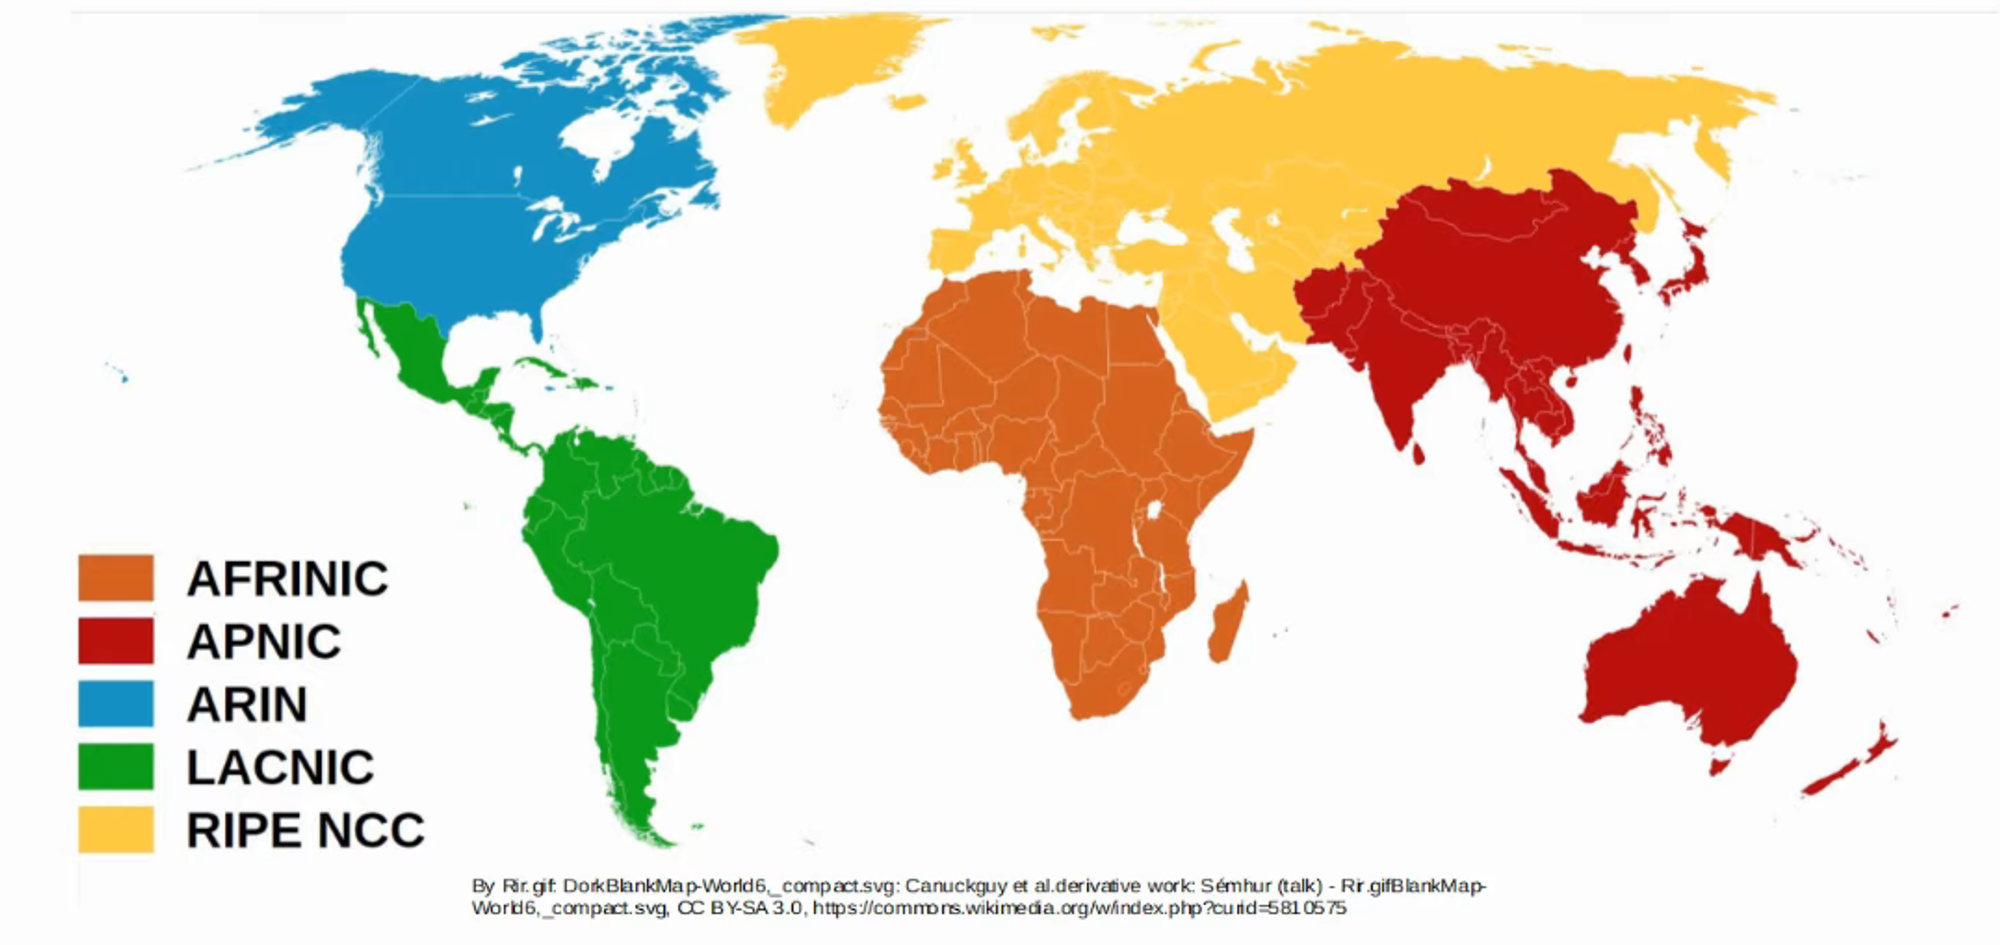 AFRINIC
APNIC
ARIN
LACNIC
RIPE NCC
By Rir.gif: DorkBlankMap-World6,_compact.svg: Canuckguy et al.derivative work: Sémhur (talk) - Rir.gifBlankMap-
World6,_compact.svg, CC BY-SA 3.0, https://commons.wikimedia.org/w/index.php?curid=5810575